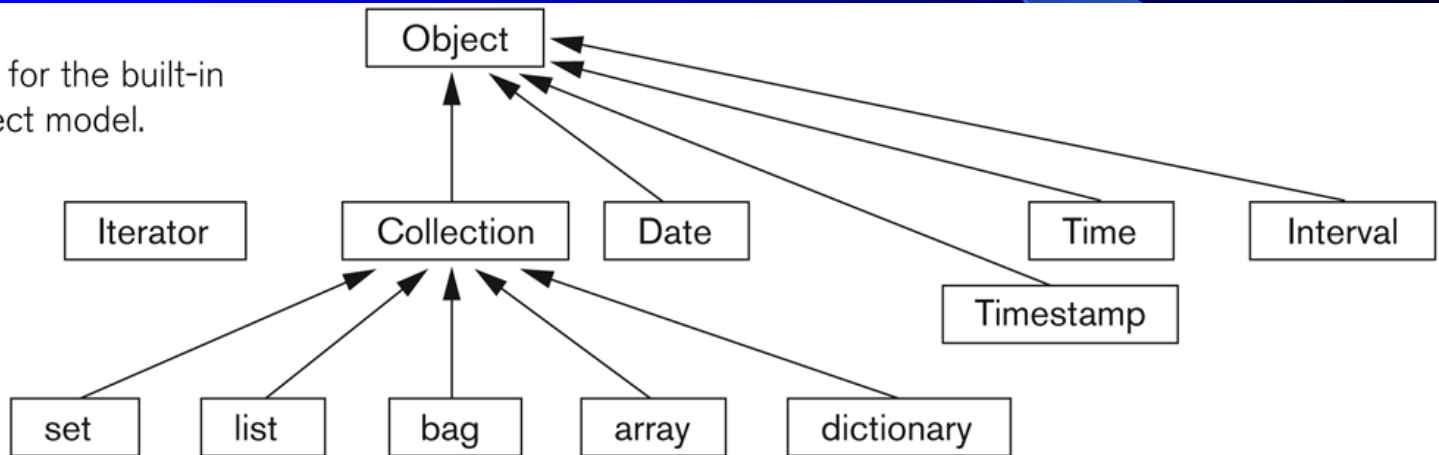 Object
for the built-in
ect model.
Iterator
Collection
Date
Time
Interval
Timestamp
set
list
bag
array
dictionary